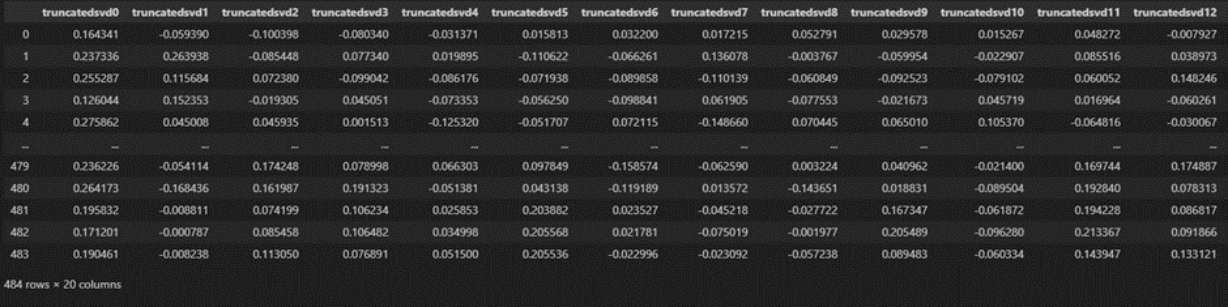 truncatedsvd0 truncatedsvd1 truncatedsvd2 truncatedsvd3 truncatedsvd4 truncatedsvd5 truncatedsvd6 truncatedsvd7 truncatedsvd8 truncatedsvd9 truncatedsvd10 truncatedsvd11 truncatedsvd12
0 0.164341 -0.059390 -0.100398 -0.080340 -0.031371 0.015813 0.032200 0.017215 0.052791 0.029578 0.015267 0.048272 -0.007927
1 0.237336 0.263938 -0.085448 0.077340 0.019895 -0.110622 -0.066261 0.136078 -0.003767 -0.059954 -0.022907 0.085516 0.038973
2 0.255287 0.115684 0.072380 -0.099042 -0.086176 -0.071938 -0.089858 -0.110139 -0.060849 -0.092523 -0.079102 0.060052 0.148246
3 0.126044 0.152353 -0.019305 0.045051 -0.073353 -0.056250 -0.098841 0.061905 -0.077553 -0.021673 0.045719 0.016964 -0.060261
4 0.275862 0.045008 0.045935 0.001513 -0.125320 -0.051707 0.072115 -0.148660 0.070445 0.065010 0.105370 -0.064816 -0.030067
... ... ... ... ... ... ... ... ... ... ... ... ... ...
479 0.236226 -0.054114 0.174248 0.078998 0.066303 0.097849 -0.158574 -0.062590 0.003224 0.040962 -0.021400 0.169744 0.174887
480 0.264173 -0.168436 0.161987 0.191323 -0.051381 0.043138 -0.119189 0.013572 -0.143651 0.018831 -0.089504 0.192840 0.078313
481 0.195832 -0.008811 0.074199 0.106234 0.025853 0.203882 0.023527 -0.045218 -0.027722 0.167347 -0.061872 0.194228 0.086817
482 0.171201 -0.000787 0.085458 0.106482 0.034998 0.205568 0.021781 -0.075019 -0.001977 0.205489 -0.096280 0.213367 0.091866
483 0.190461 -0.008238 0.113050 0.076891 0.051500 0.205536 -0.022996 -0.023092 -0.057238 0.089483 -0.060334 0.143947 0.133121
484 rows × 20 columns